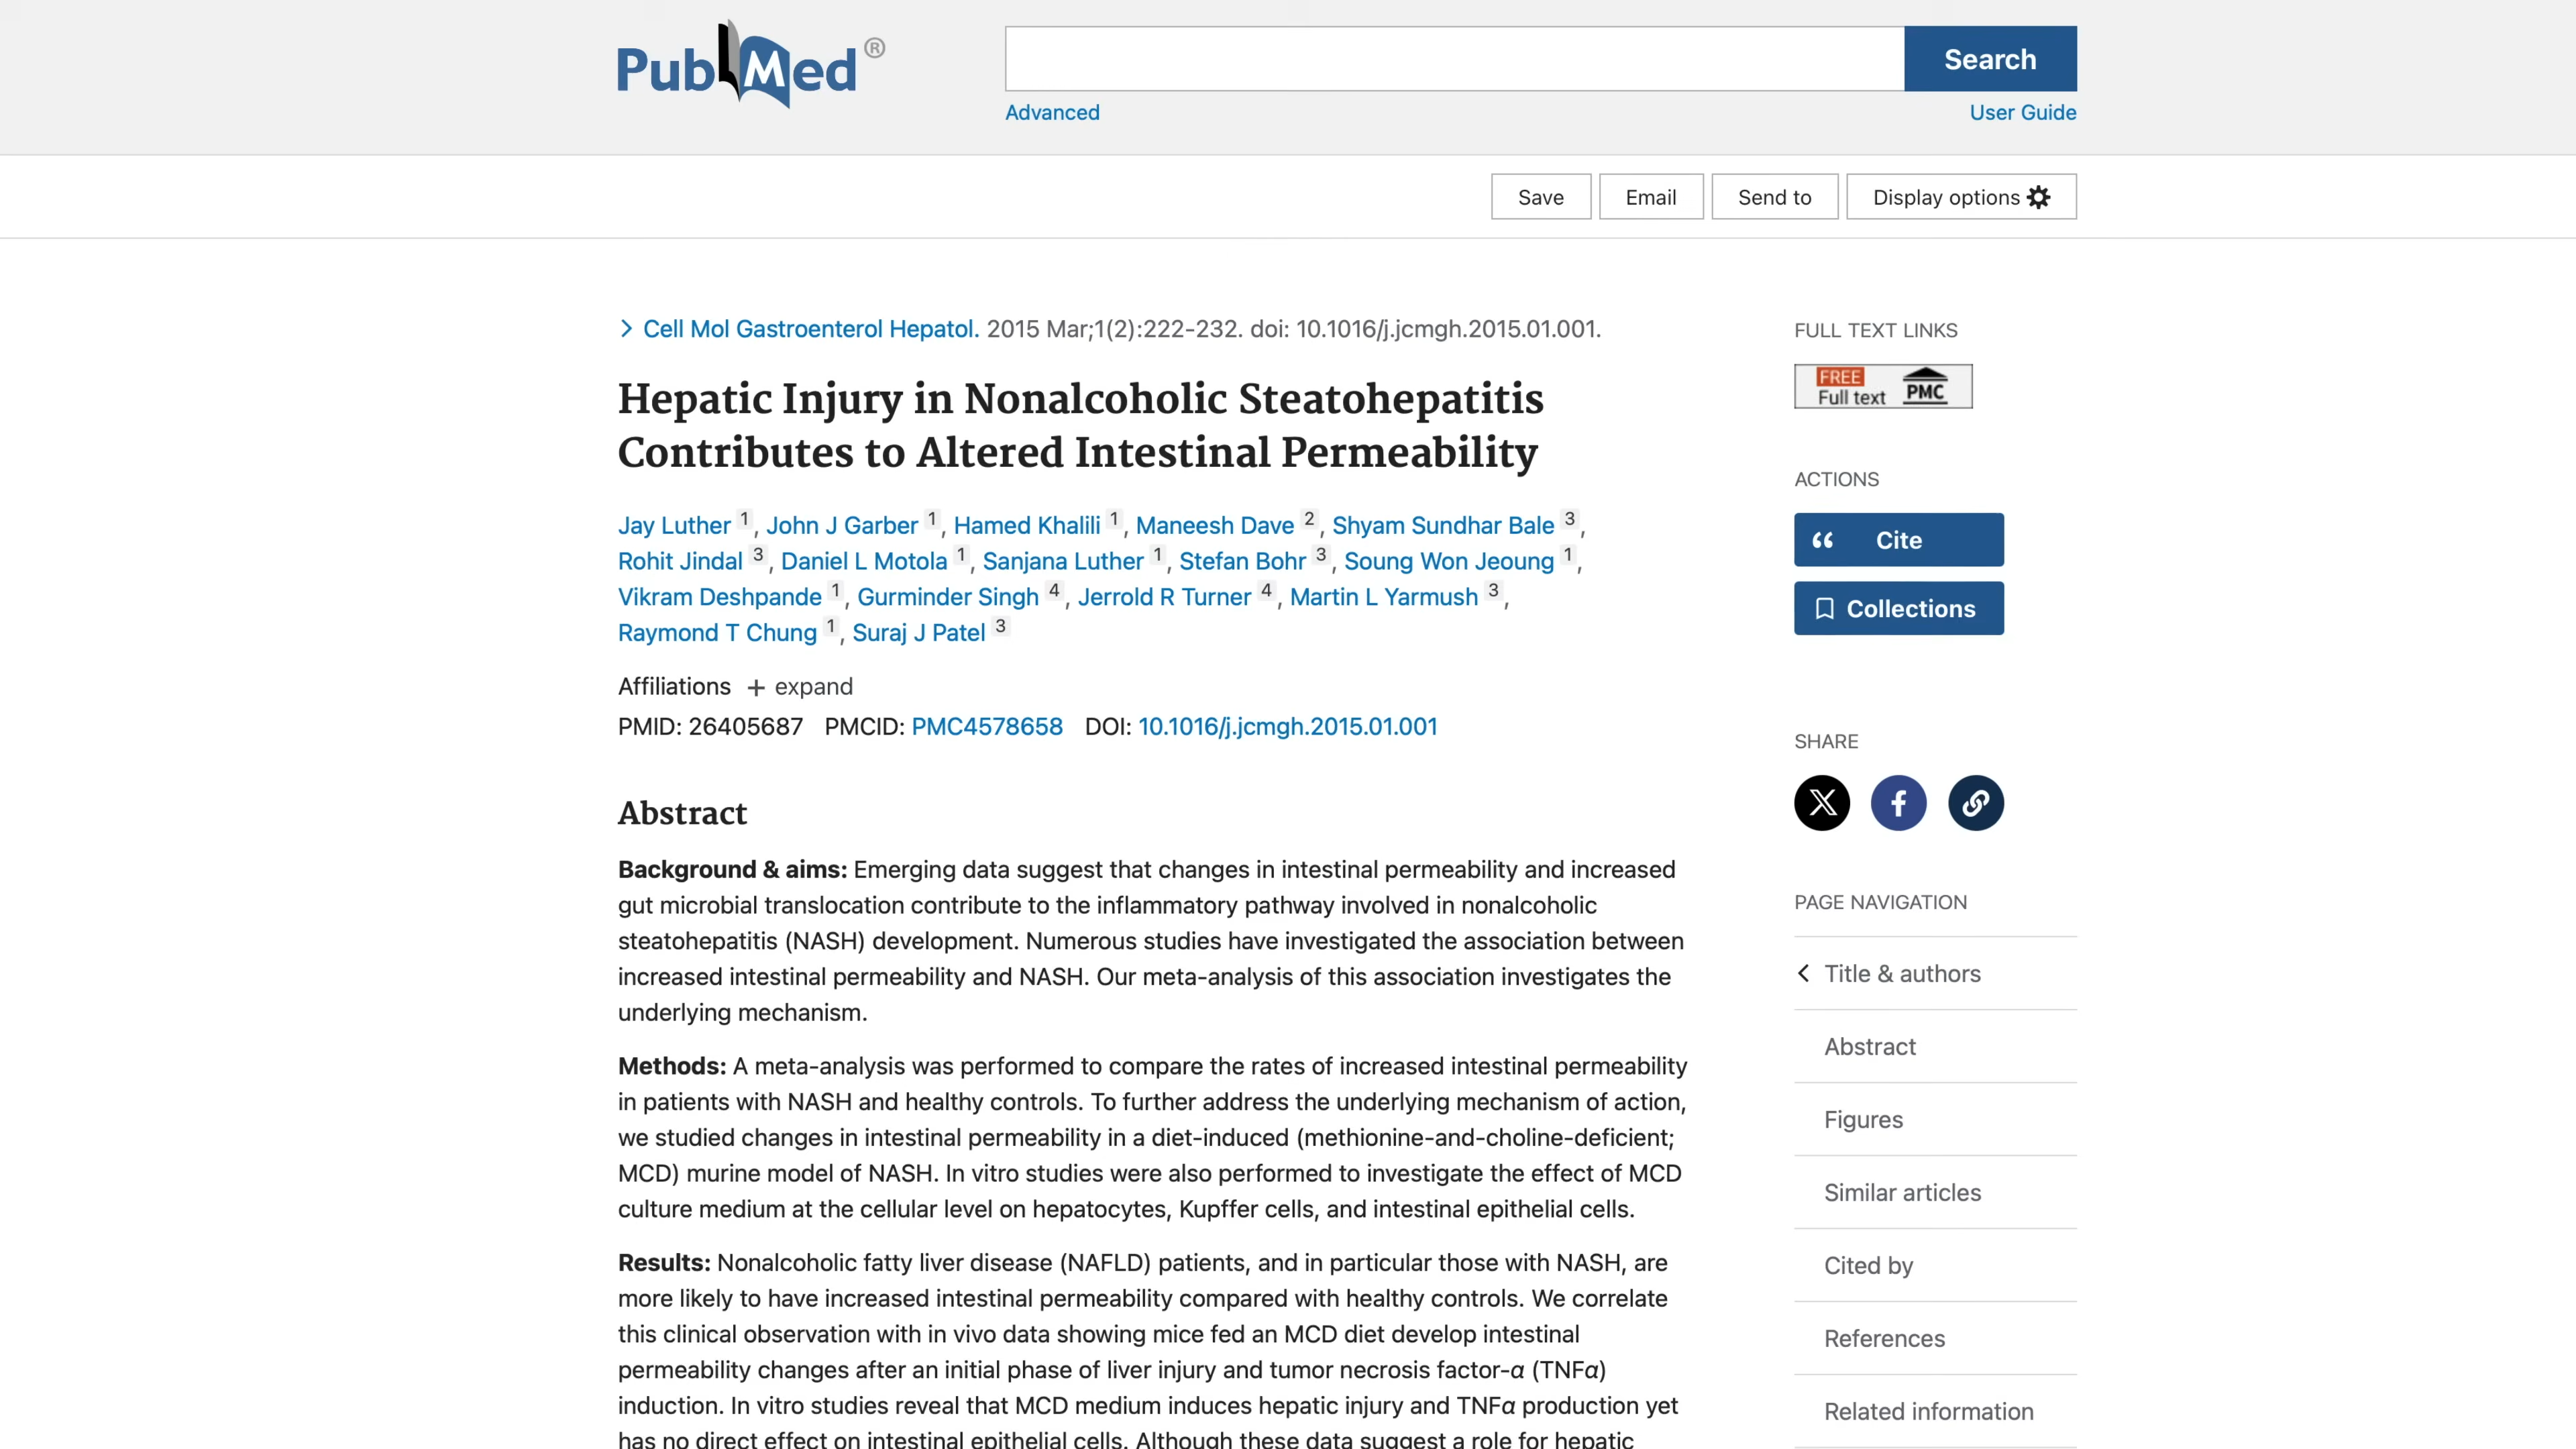 PubMed®
Search
Advanced
User Guide
Save
Email
Send to
Display options
Cell Mol Gastroenterol Hepatol. 2015 Mar;1(2):222-232. doi: 10.1016/j.jcmgh.2015.01.001.
Hepatic Injury in Nonalcoholic Steatohepatitis
Contributes to Altered Intestinal Permeability
Jay Luther 1, John J Garber 1, Hamed Khalili 1, Maneesh Dave 2, Shyam Sundhar Bale 3,
Rohit Jindal 3, Daniel L Motola 1, Sanjana Luther 1, Stefan Bohr 3, Soung Won Jeoung 1,
Vikram Deshpande 1, Gurminder Singh 4, Jerrold R Turner 4, Martin L Yarmush 3,
Raymond T Chung 1, Suraj J Patel 3
Affiliations + expand
PMID: 26405687 PMCID: PMC4578658 DOI: 10.1016/j.jcmgh.2015.01.001
Abstract
Background & aims: Emerging data suggest that changes in intestinal permeability and increased
gut microbial translocation contribute to the inflammatory pathway involved in nonalcoholic
steatohepatitis (NASH) development. Numerous studies have investigated the association between
increased intestinal permeability and NASH. Our meta-analysis of this association investigates the
underlying mechanism.
Methods: A meta-analysis was performed to compare the rates of increased intestinal permeability
in patients with NASH and healthy controls. To further address the underlying mechanism of action,
we studied changes in intestinal permeability in a diet-induced (methionine-and-choline-deficient;
MCD) murine model of NASH. In vitro studies were also performed to investigate the effect of MCD
culture medium at the cellular level on hepatocytes, Kupffer cells, and intestinal epithelial cells.
Results: Nonalcoholic fatty liver disease (NAFLD) patients, and in particular those with NASH, are
more likely to have increased intestinal permeability compared with healthy controls. We correlate
this clinical observation with in vivo data showing mice fed an MCD diet develop intestinal
permeability changes after an initial phase of liver injury and tumor necrosis factor-α (TNFα)
induction. In vitro studies reveal that MCD medium induces hepatic injury and TNFα production yet
has no direct effect on intestinal epithelial cells. Although these data suggest a role for hepatic
FULL TEXT LINKS
FREE
Full text PMC
ACTIONS
Cite
Collections
SHARE
PAGE NAVIGATION
Title & authors
Abstract
Figures
Similar articles
Cited by
References
Related information